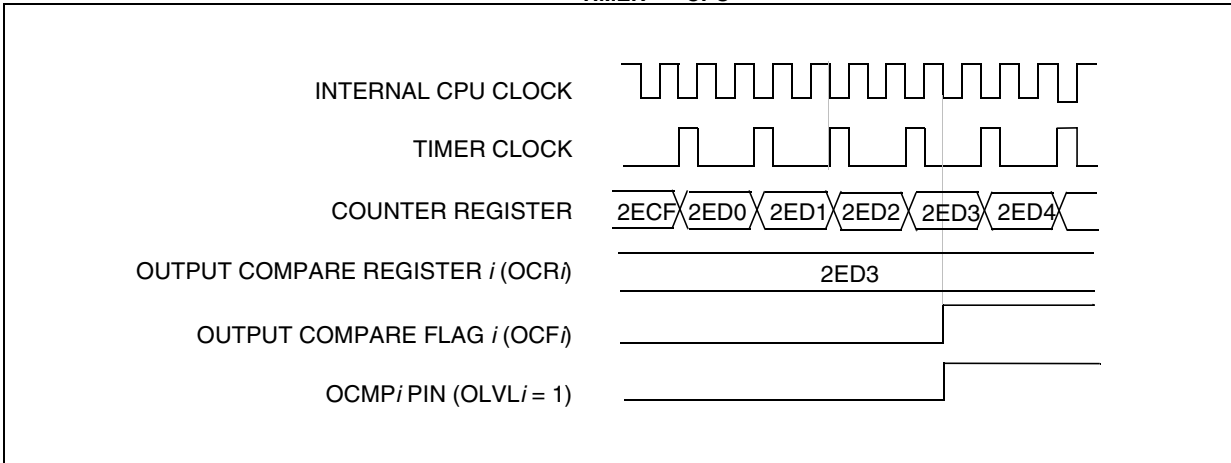 INTERNAL CPU CLOCK
TIMER CLOCK
COUNTER REGISTER 2ECF 2ED0 2ED1 2ED2 2ED3 2ED4
OUTPUT COMPARE REGISTER i (OCRi) 2ED3
OUTPUT COMPARE FLAG i (OCFi)
OCMPi PIN (OLVLi = 1)